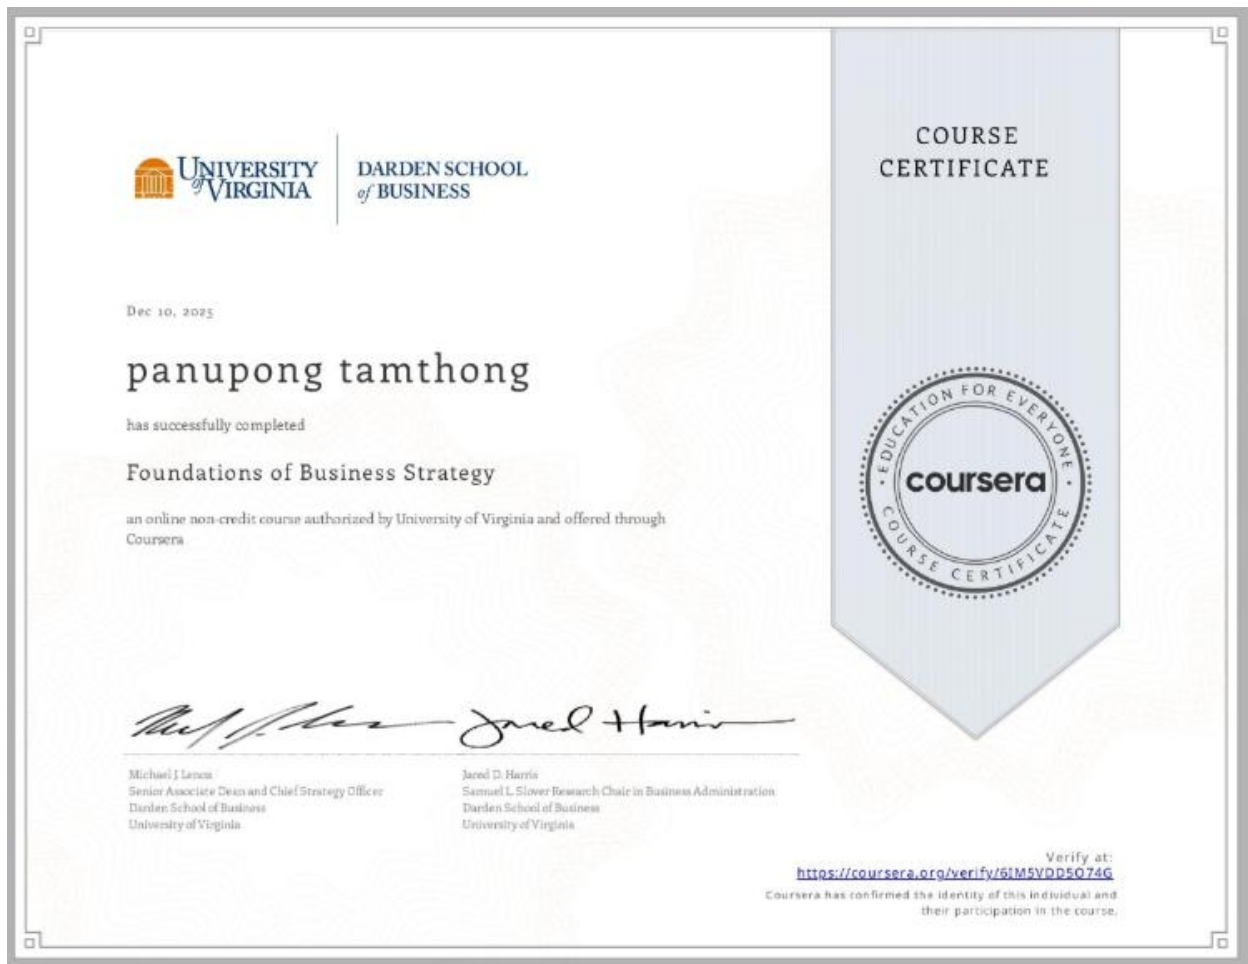 UNIVERSITY
of VIRGINIA
DARDEN SCHOOL
of BUSINESS
COURSE
CERTIFICATE
Dec 10, 2025
panupong tamthong
has successfully completed
Foundations of Business Strategy
an online non-credit course authorized by University of Virginia and offered through
Coursera
EDUCATION FOR EVERYONE
coursera
COURSE CERTIFICATE
Michael J. Lenox
Senior Associate Dean and Chief Strategy Officer
Darden School of Business
University of Virginia
Jared D. Harris
Samuel L. Slover Research Chair in Business Administration
Darden School of Business
University of Virginia
Verify at:
https://coursera.org/verify/6IM5VDD5O74G
Coursera has confirmed the identity of this individual and
their participation in the course.